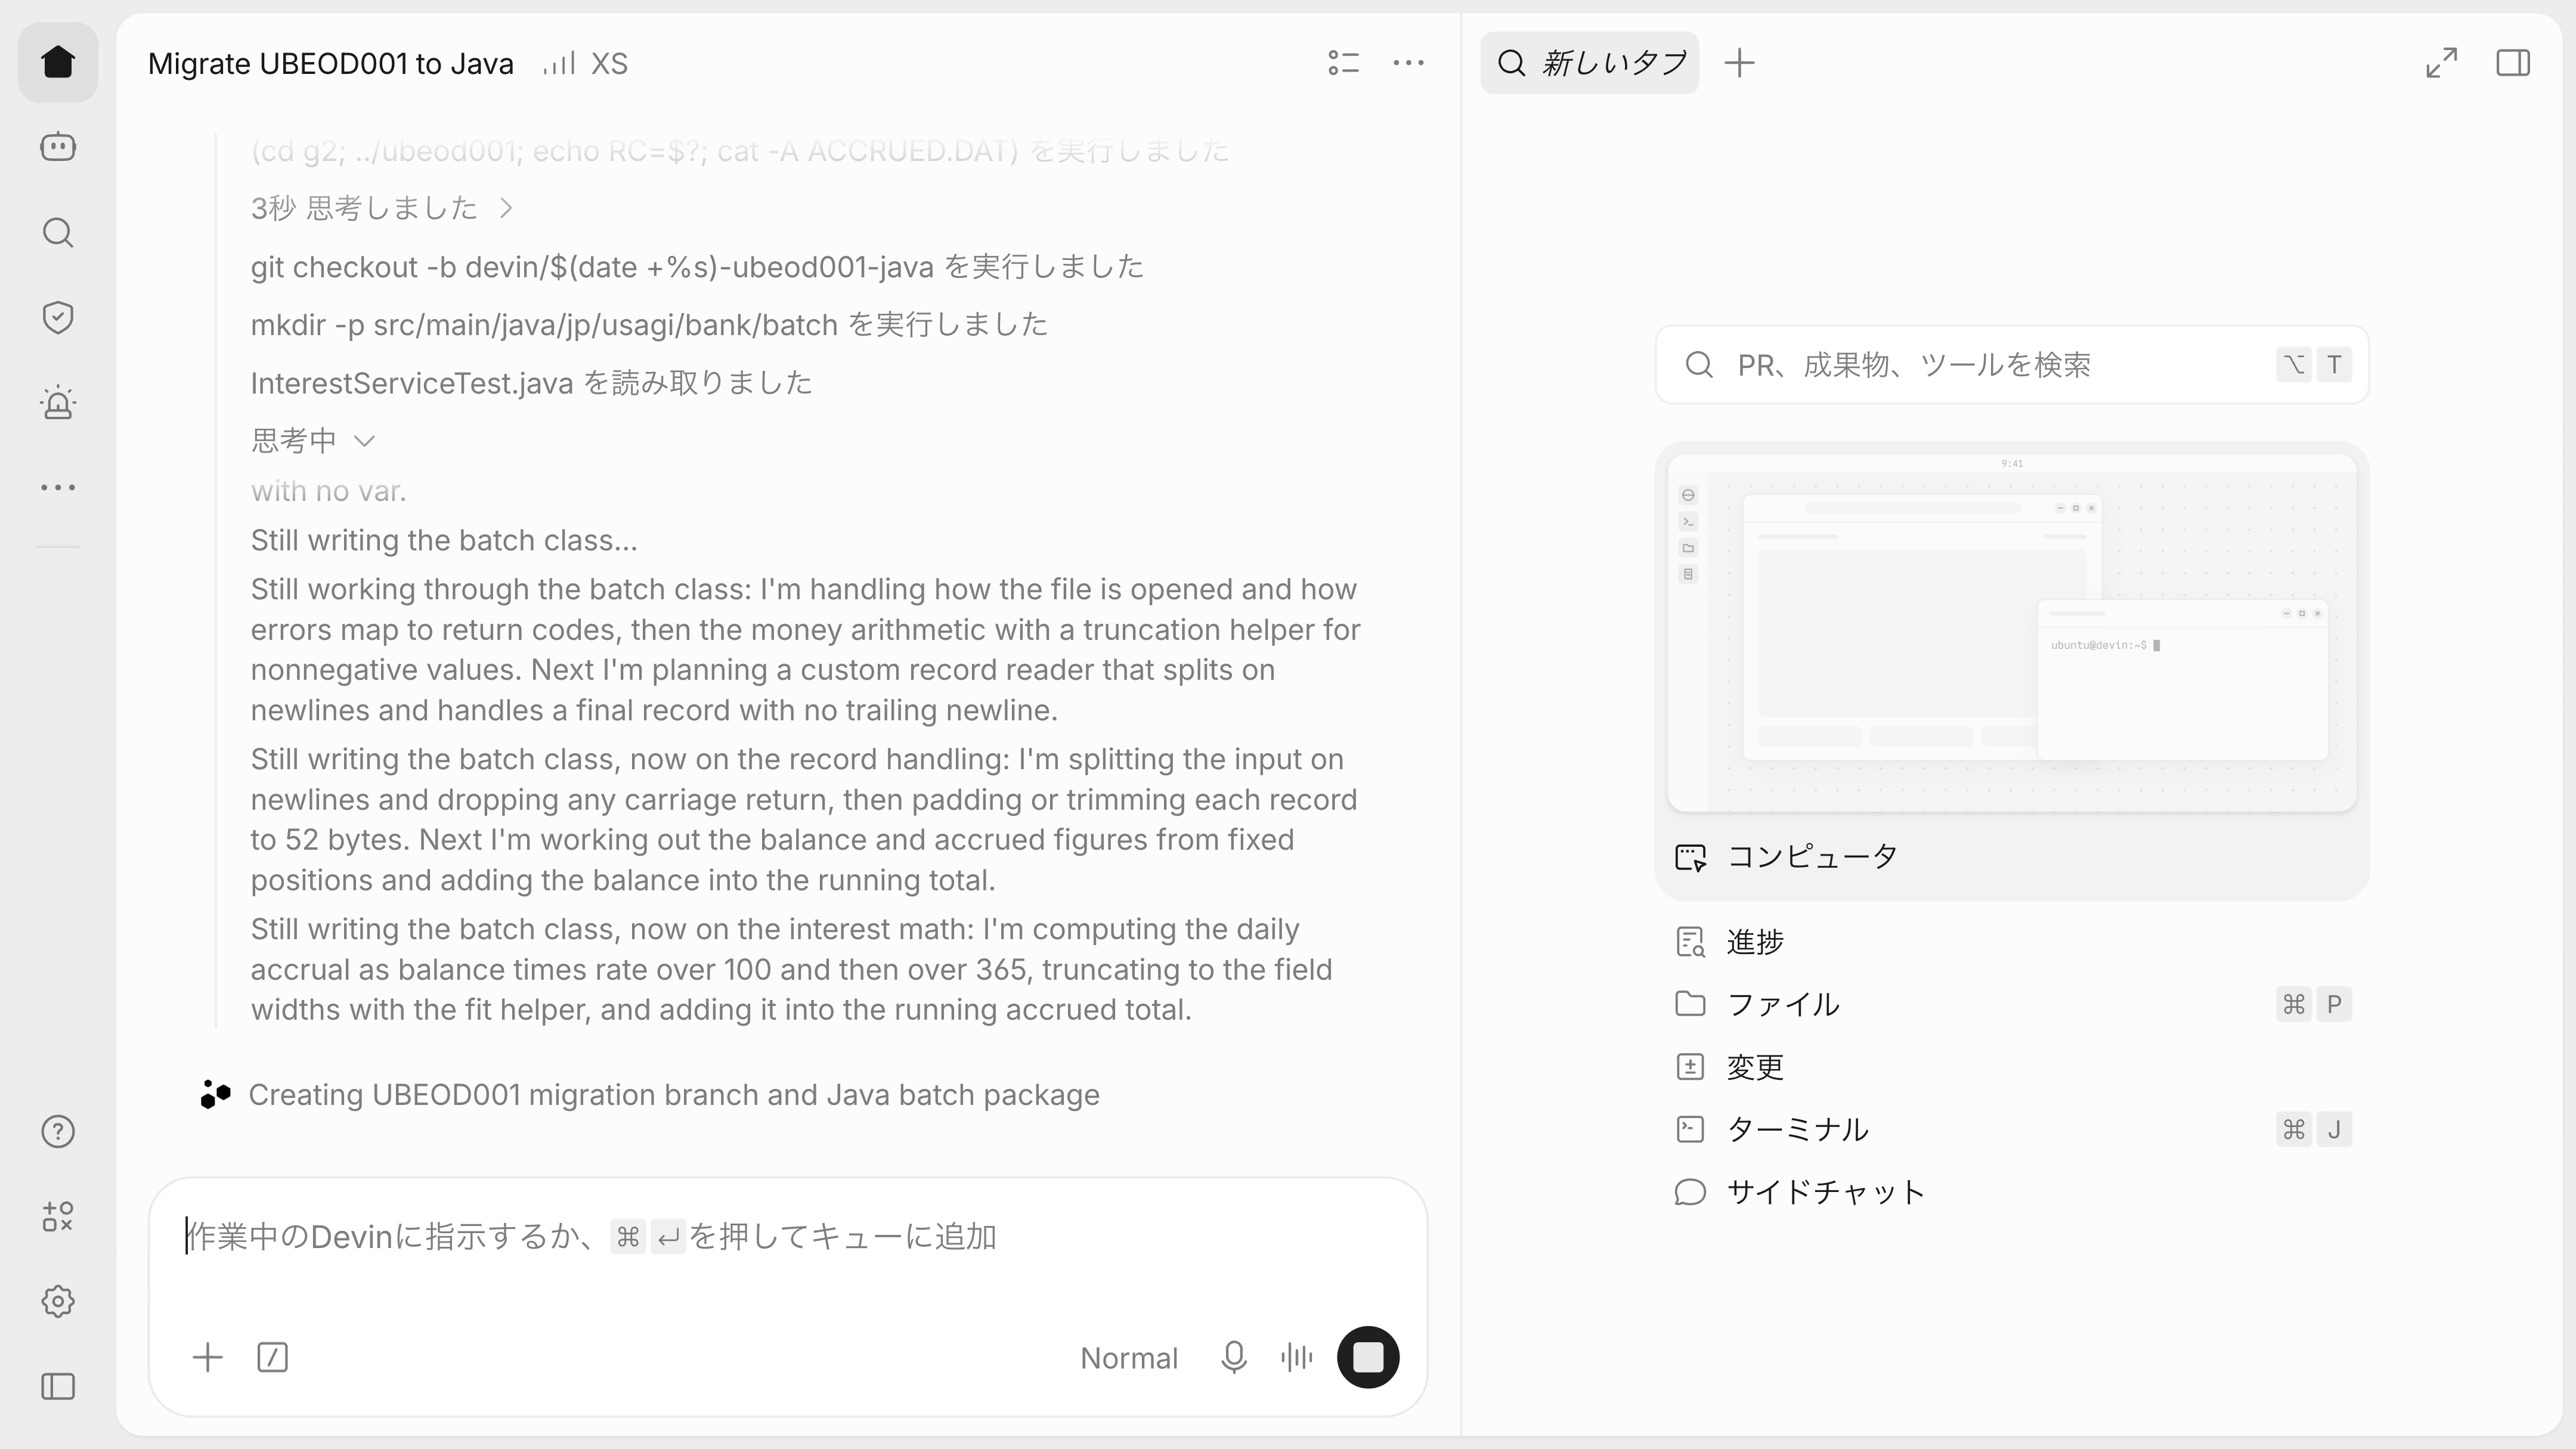 Migrate UBEOD001 to Java
XS
(cd g2; ../ubeod001; echo RC=$?; cat -A ACCRUED.DAT) を実行しました
3秒 思考しました
git checkout -b devin/$(date +%s)-ubeod001-java を実行しました
mkdir -p src/main/java/jp/usagi/bank/batch を実行しました
InterestServiceTest.java を読み取りました
思考中
with no var.
Still writing the batch class...
Still working through the batch class: I'm handling how the file is opened and how
errors map to return codes, then the money arithmetic with a truncation helper for
nonnegative values. Next I'm planning a custom record reader that splits on
newlines and handles a final record with no trailing newline.
Still writing the batch class, now on the record handling: I'm splitting the input on
newlines and dropping any carriage return, then padding or trimming each record
to 52 bytes. Next I'm working out the balance and accrued figures from fixed
positions and adding the balance into the running total.
Still writing the batch class, now on the interest math: I'm computing the daily
accrual as balance times rate over 100 and then over 365, truncating to the field
widths with the fit helper, and adding it into the running accrued total.
Creating UBEOD001 migration branch and Java batch package
作業中のDevinに指示するか、⌘↵を押してキューに追加
Normal
新しいタブ
PR、成果物、ツールを検索
⌥ T
9:41
ubuntu@devin:~$
コンピュータ
進捗
ファイル
⌘ P
変更
ターミナル
⌘ J
サイドチャット